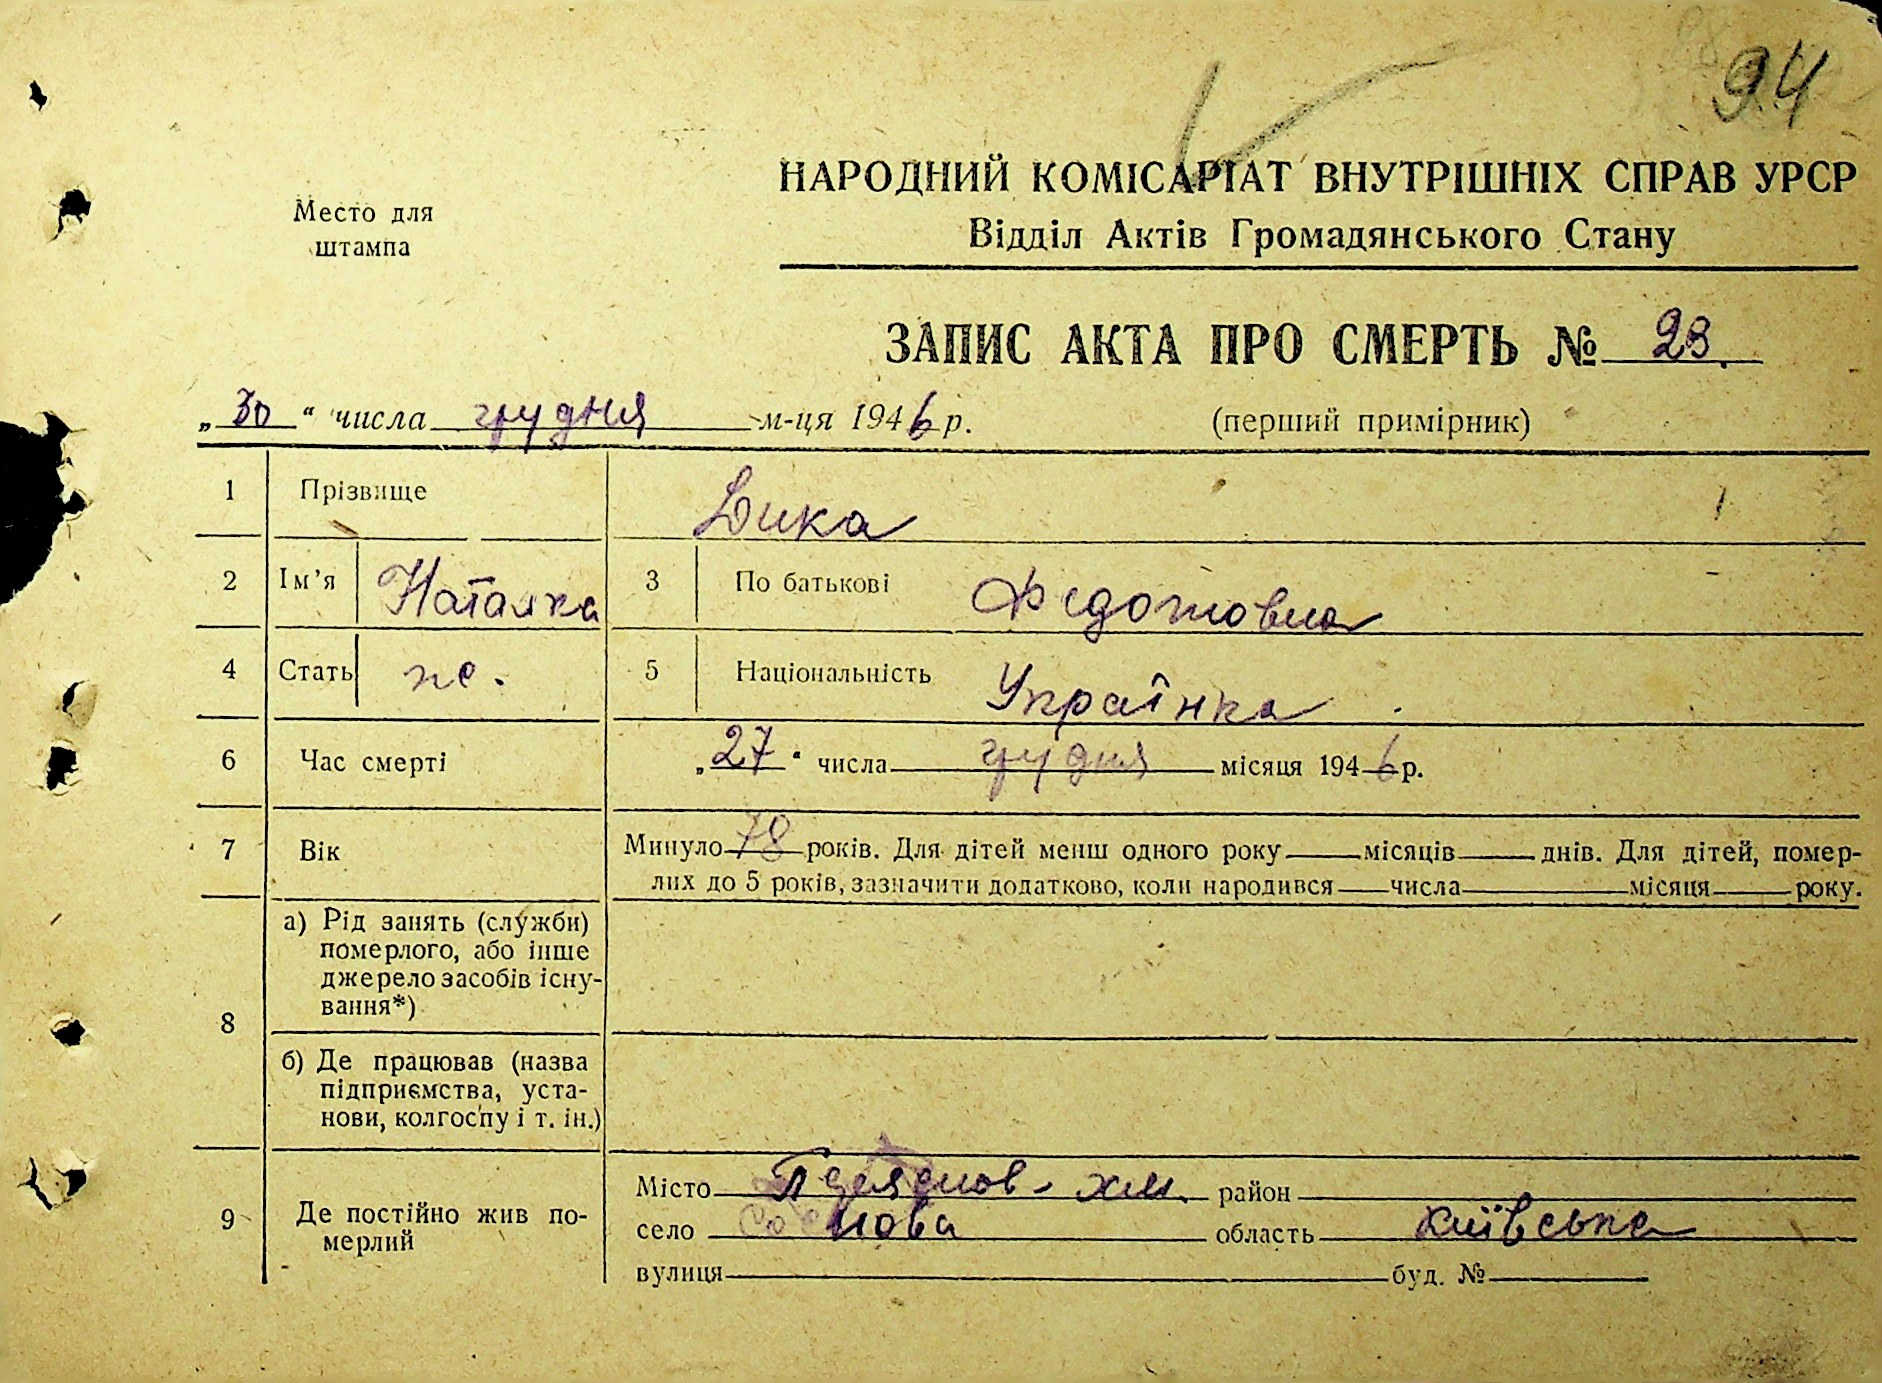 94
Место для
штампа
НАРОДНИЙ КОМІСАРІАТ ВНУТРІШНІХ СПРАВ УРСР
Відділ Актів Громадянського Стану
ЗАПИС АКТА ПРО СМЕРТЬ № 28.
„30“ числа грудня м-ця 1946 р. (перший примірник)
1 Прізвище Дика
2 Ім’я Наталка 3 По батькові Федотовна
4 Стать ж. 5 Національність Українка
6 Час смерті „27“ числа грудня місяця 1946 р.
7 Вік Минуло 78 років. Для дітей менш одного року місяців днів. Для дітей, помер-
лих до 5 років, зазначити додатково, коли народився числа місяця року.
8 а) Рід занять (служби)
померлого, або інше
джерело засобів існу-
вання*)
б) Де працював (назва
підприємства, уста-
нови, колгоспу і т. ін.)
9 Де постійно жив по-
мерлий
Місто хм. район
село нова область Київська
вулиця буд. №